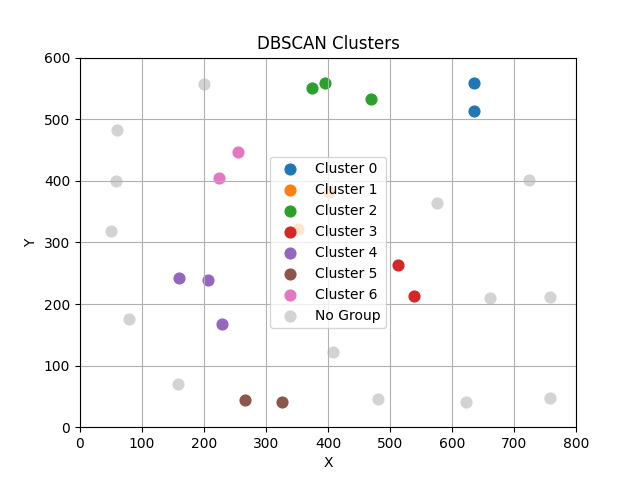 DBSCAN Clusters
600
500
400
300
200
100
0
Y
Cluster 0
Cluster 1
Cluster 2
Cluster 3
Cluster 4
Cluster 5
Cluster 6
No Group
0 100 200 300 400 500 600 700 800
X